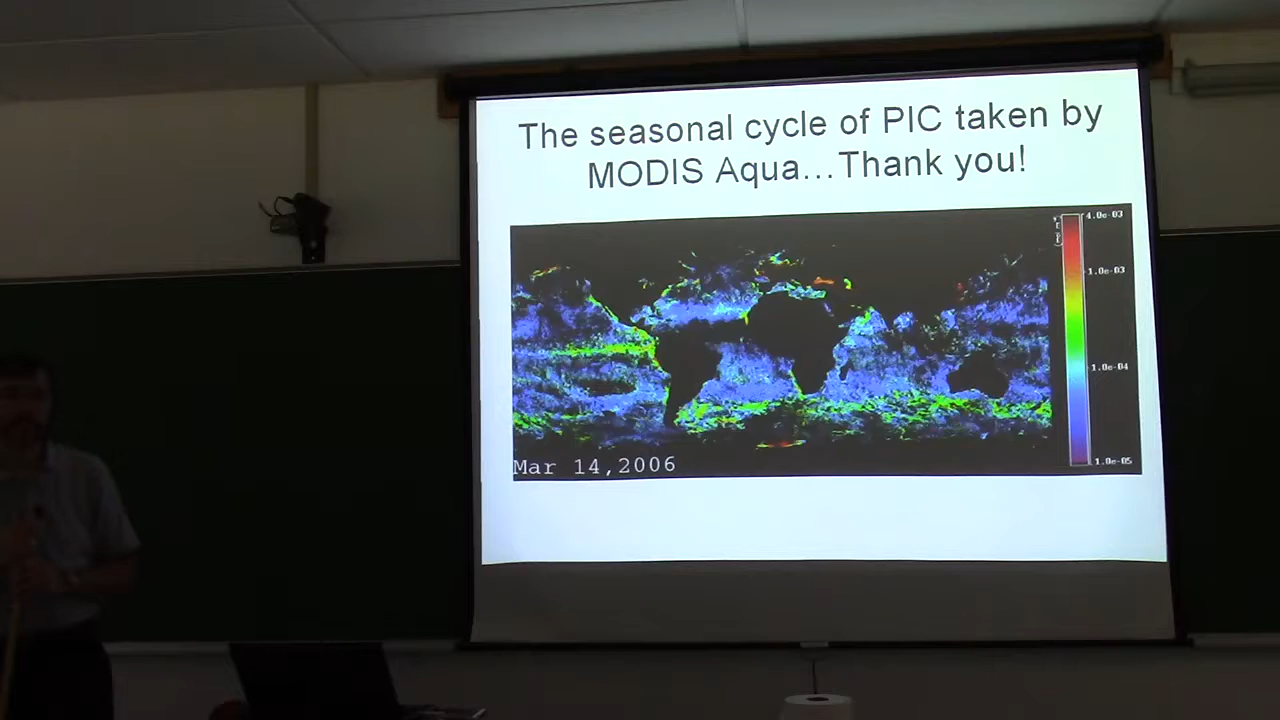 The seasonal cycle of PIC taken by
MODIS Aqua...Thank you!
4.0e-03
1.0e-03
1.0e-04
1.0e-05
Mar 14,2006